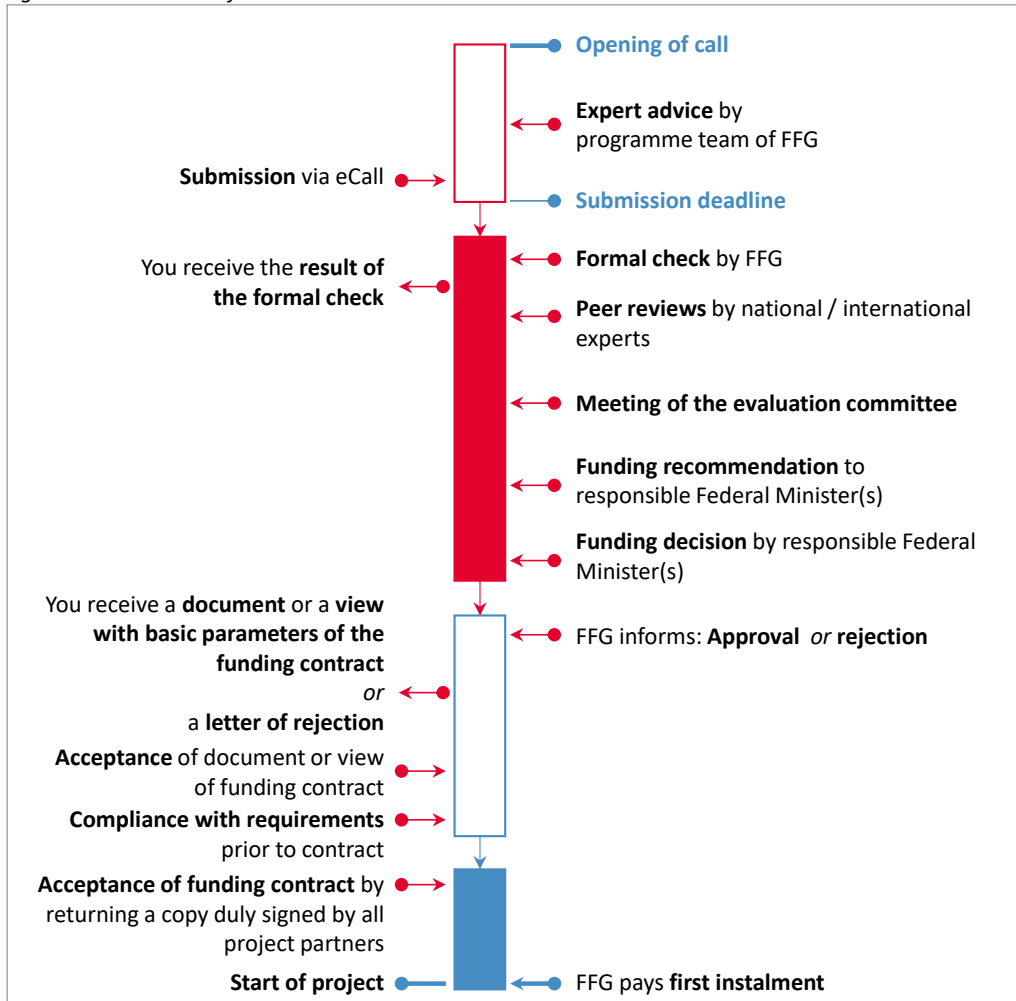 Opening of call
Expert advice by
programme team of FFG
Submission via eCall
Submission deadline
Formal check by FFG
You receive the result of
the formal check
Peer reviews by national / international
experts
Meeting of the evaluation committee
Funding recommendation to
responsible Federal Minister(s)
Funding decision by responsible Federal
Minister(s)
You receive a document or a view
with basic parameters of the
funding contract
or
a letter of rejection
FFG informs: Approval or rejection
Acceptance of document or view
of funding contract
Compliance with requirements
prior to contract
Acceptance of funding contract by
returning a copy duly signed by all
project partners
Start of project
FFG pays first instalment